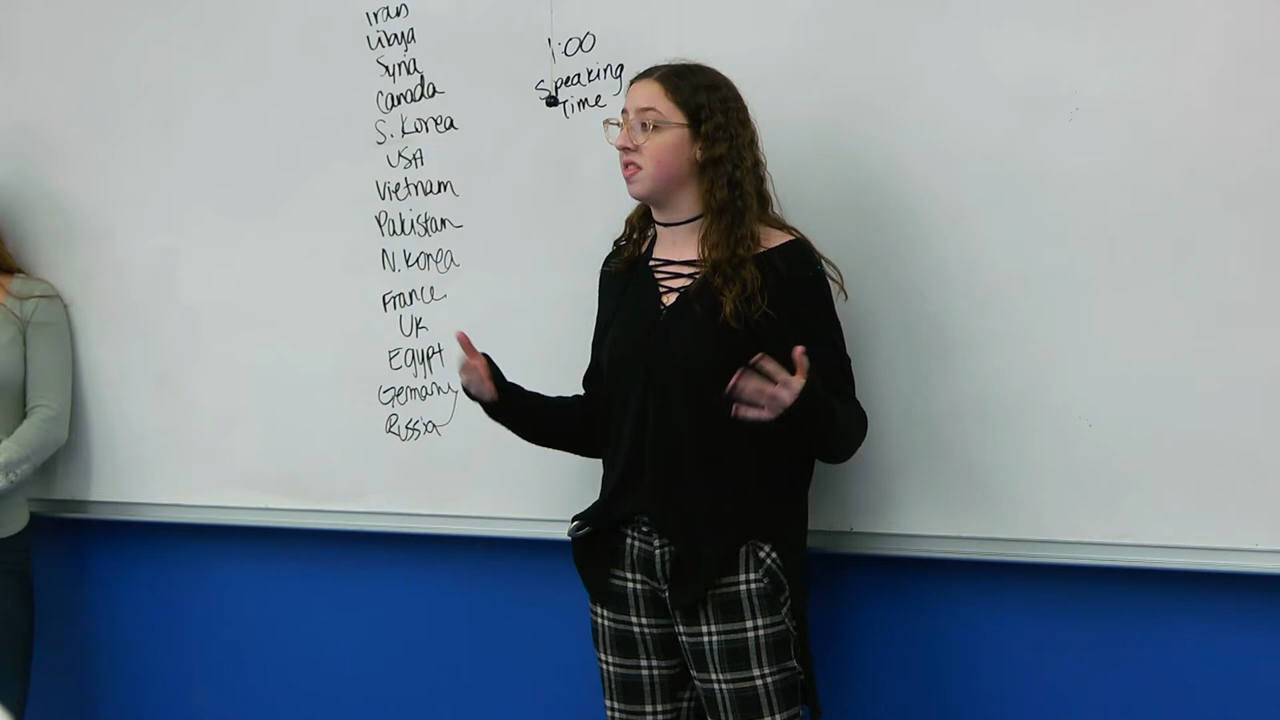 Iran
Libya
Syria
Canada
S. Korea
USA
Vietnam
Pakistan
N. Korea
France
UK
Egypt
Germany
Russia
1:00
Speaking
Time